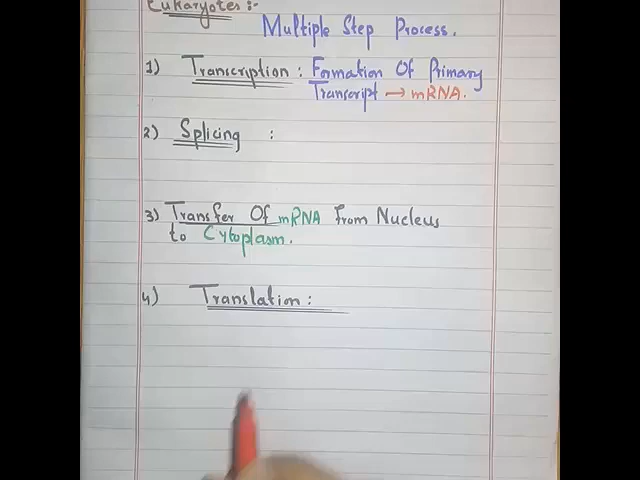 Eukaryotes :-
Multiple Step Process.
1) Transcription : Formation Of Primary
Transcript → mRNA.
2) Splicing :
3) Transfer Of mRNA From Nucleus
to Cytoplasm.
4) Translation :